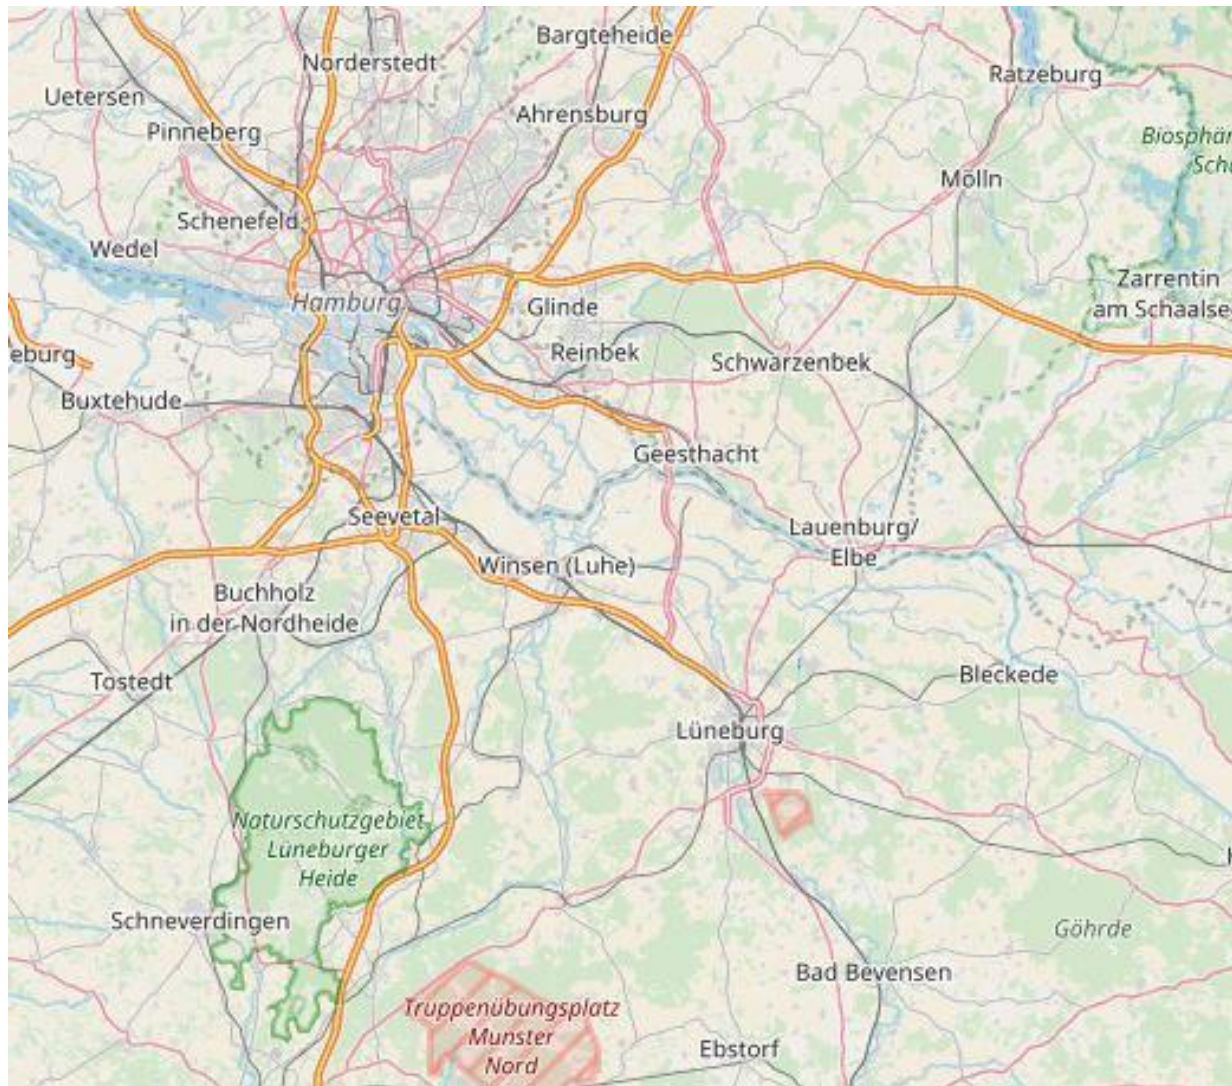 Bargteheide
Norderstedt
Ratzeburg
Uetersen
Ahrensburg
Pinneberg
Mölln
Schenefeld
Wedel
Zarrentin
Hamburg
Glinde
Reinbek
Schwarzenbek
Buxtehude
Geesthacht
Seevetal
Lauenburg/
Elbe
Winsen (Luhe)
Buchholz
in der Nordheide
Tostedt
Bleckede
Lüneburg
Naturschutzgebiet
Lüneburger
Heide
Schneverdingen
Göhrde
Bad Bevensen
Truppenübungsplatz
Munster
Nord
Ebstorf
am Schaalse
eburg
Biosphär
Sch